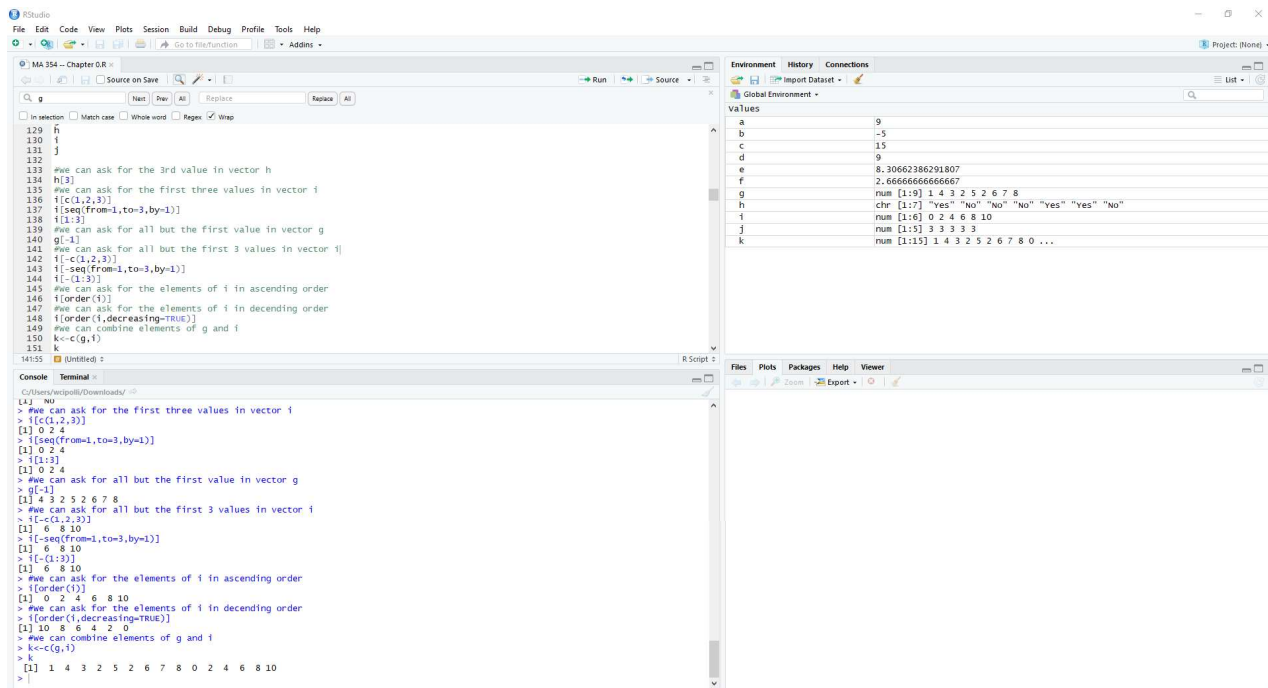 RStudio
File Edit Code View Plots Session Build Debug Profile Tools Help
Go to file/function Addins Project: (None)
MA 354 -- Chapter 0.R
Source on Save Run Source
g Next Prev All Replace Replace All
In selection Match case Whole word Regex Wrap
129 h
130 i
131 j
132
133 #we can ask for the 3rd value in vector h
134 h[3]
135 #we can ask for the first three values in vector i
136 i[c(1,2,3)]
137 i[seq(from=1,to=3,by=1)]
138 i[1:3]
139 #we can ask for all but the first value in vector g
140 g[-1]
141 #we can ask for all but the first 3 values in vector i
142 i[-c(1,2,3)]
143 i[-seq(from=1,to=3,by=1)]
144 i[-(1:3)]
145 #we can ask for the elements of i in ascending order
146 i[order(i)]
147 #we can ask for the elements of i in decending order
148 i[order(i,decreasing=TRUE)]
149 #we can combine elements of g and i
150 k<-c(g,i)
151 k
141:55 (Untitled) R Script
Console Terminal
C:/Users/wcipolli/Downloads/
[1] "No"
> #we can ask for the first three values in vector i
> i[c(1,2,3)]
[1] 0 2 4
> i[seq(from=1,to=3,by=1)]
[1] 0 2 4
> i[1:3]
[1] 0 2 4
> #we can ask for all but the first value in vector g
> g[-1]
[1] 4 3 2 5 2 6 7 8
> #we can ask for all but the first 3 values in vector i
> i[-c(1,2,3)]
[1] 6 8 10
> i[-seq(from=1,to=3,by=1)]
[1] 6 8 10
> i[-(1:3)]
[1] 6 8 10
> #we can ask for the elements of i in ascending order
> i[order(i)]
[1] 0 2 4 6 8 10
> #we can ask for the elements of i in decending order
> i[order(i,decreasing=TRUE)]
[1] 10 8 6 4 2 0
> #we can combine elements of g and i
> k<-c(g,i)
> k
[1] 1 4 3 2 5 2 6 7 8 0 2 4 6 8 10
>
Environment History Connections
Import Dataset List
Global Environment
Values
a 9
b -5
c 15
d 9
e 8.30662386291807
f 2.66666666666667
g num [1:9] 1 4 3 2 5 2 6 7 8
h chr [1:7] "Yes" "No" "No" "No" "Yes" "Yes" "No"
i num [1:6] 0 2 4 6 8 10
j num [1:5] 3 3 3 3 3
k num [1:15] 1 4 3 2 5 2 6 7 8 0 ...
Files Plots Packages Help Viewer
Zoom Export